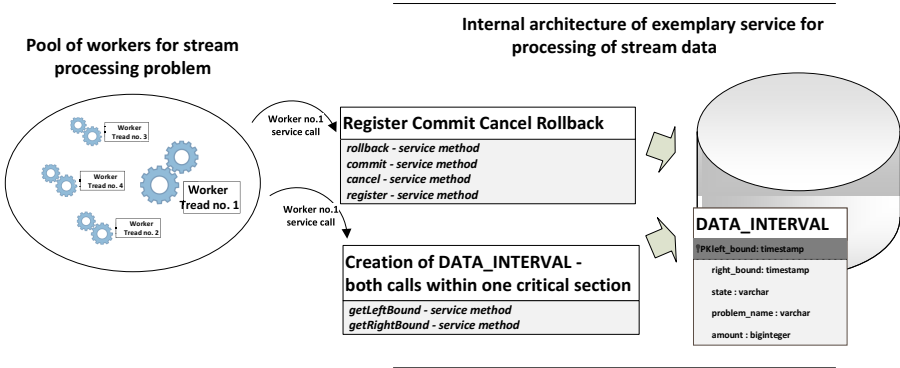 Internal architecture of exemplary service for
processing of stream data
Pool of workers for stream
processing problem
Worker
Tread no. 3
Worker
Tread no. 4
Worker
Tread no. 1
Worker
Tread no. 2
Worker no.1
service call
Worker no.1
service call
Register Commit Cancel Rollback
rollback - service method
commit - service method
cancel - service method
register - service method
Creation of DATA_INTERVAL -
both calls within one critical section
getLeftBound - service method
getRightBound - service method
DATA_INTERVAL
PKleft_bound: timestamp
right_bound: timestamp
state : varchar
problem_name : varchar
amount : biginteger